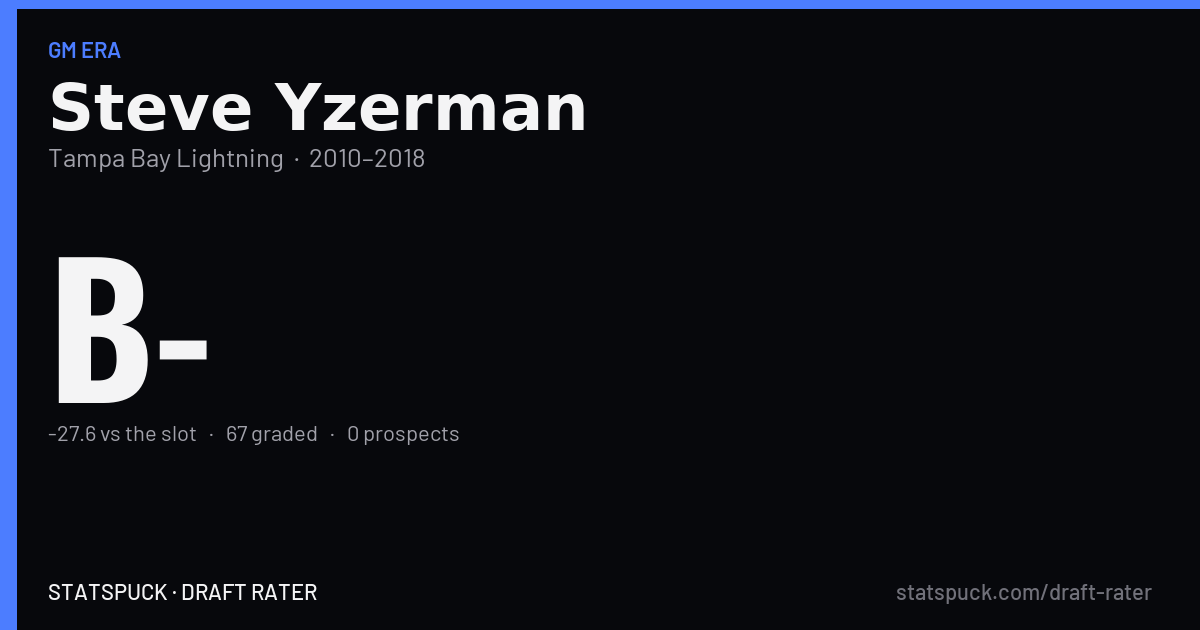 GM ERA
Steve Yzerman
Tampa Bay Lightning · 2010–2018
B-
-27.6 vs the slot · 67 graded · 0 prospects
STATSPUCK · DRAFT RATER
statspuck.com/draft-rater